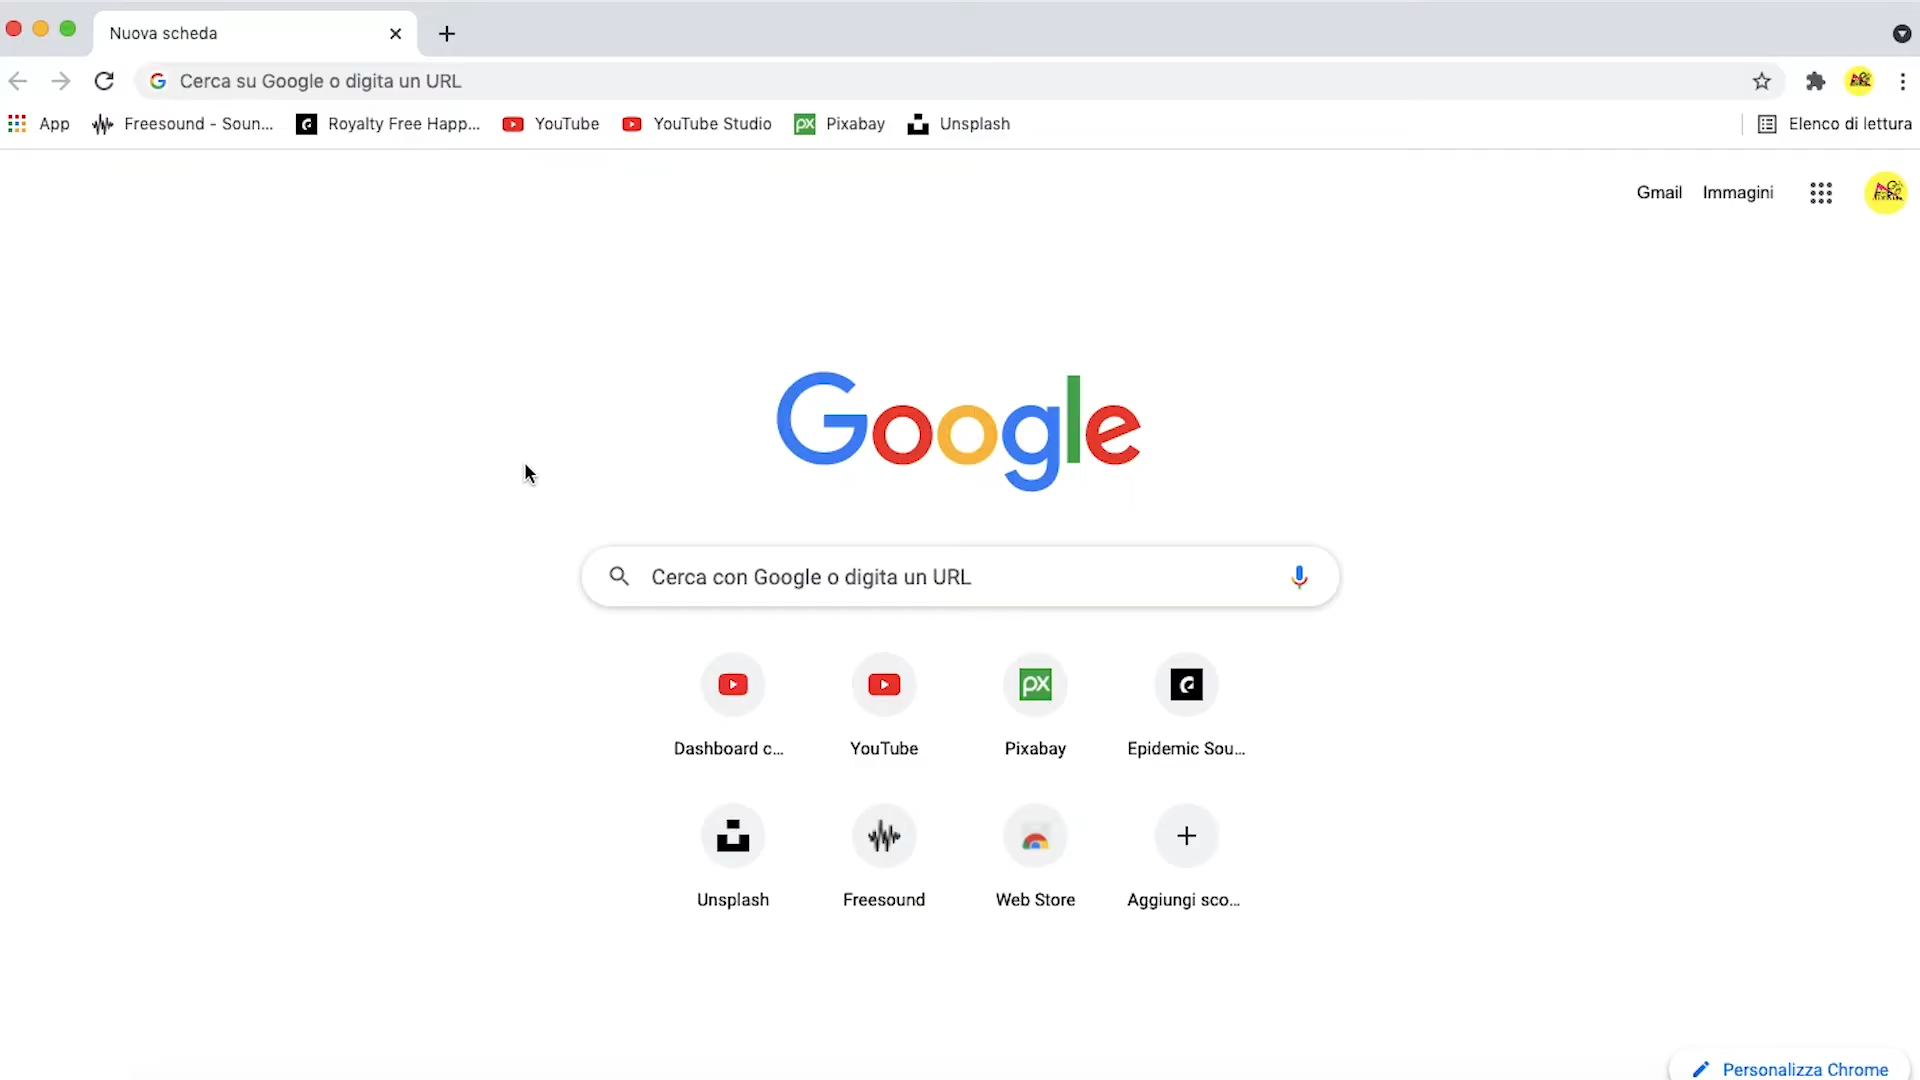 Nuova scheda
Cerca su Google o digita un URL
App Freesound - Soun... Royalty Free Happ... YouTube YouTube Studio Pixabay Unsplash Elenco di lettura
Gmail Immagini
Google
Cerca con Google o digita un URL
Dashboard c... YouTube Pixabay Epidemic Sou...
Unsplash Freesound Web Store Aggiungi sco...
Personalizza Chrome